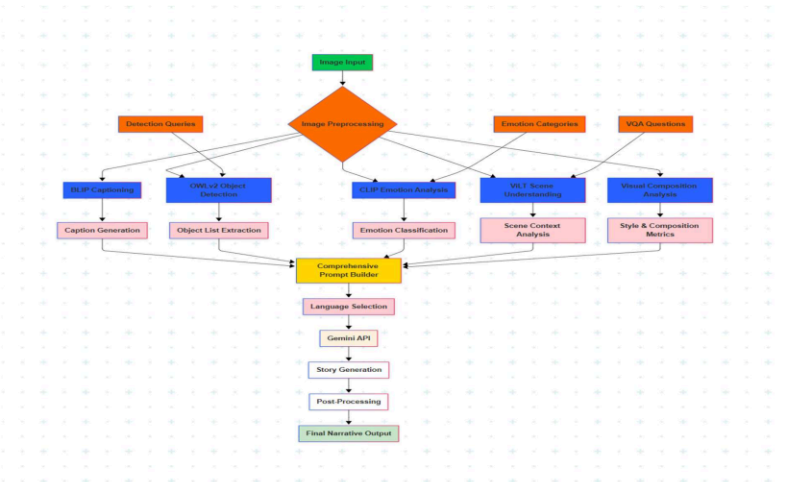 Image Input
Image Preprocessing
Detection Queries
Emotion Categories
VQA Questions
BLIP Captioning
OWLv2 Object
Detection
CLIP Emotion Analysis
ViLT Scene
Understanding
Visual Composition
Analysis
Caption Generation
Object List Extraction
Emotion Classification
Scene Context
Analysis
Style & Composition
Metrics
Comprehensive
Prompt Builder
Language Selection
Gemini API
Story Generation
Post-Processing
Final Narrative Output